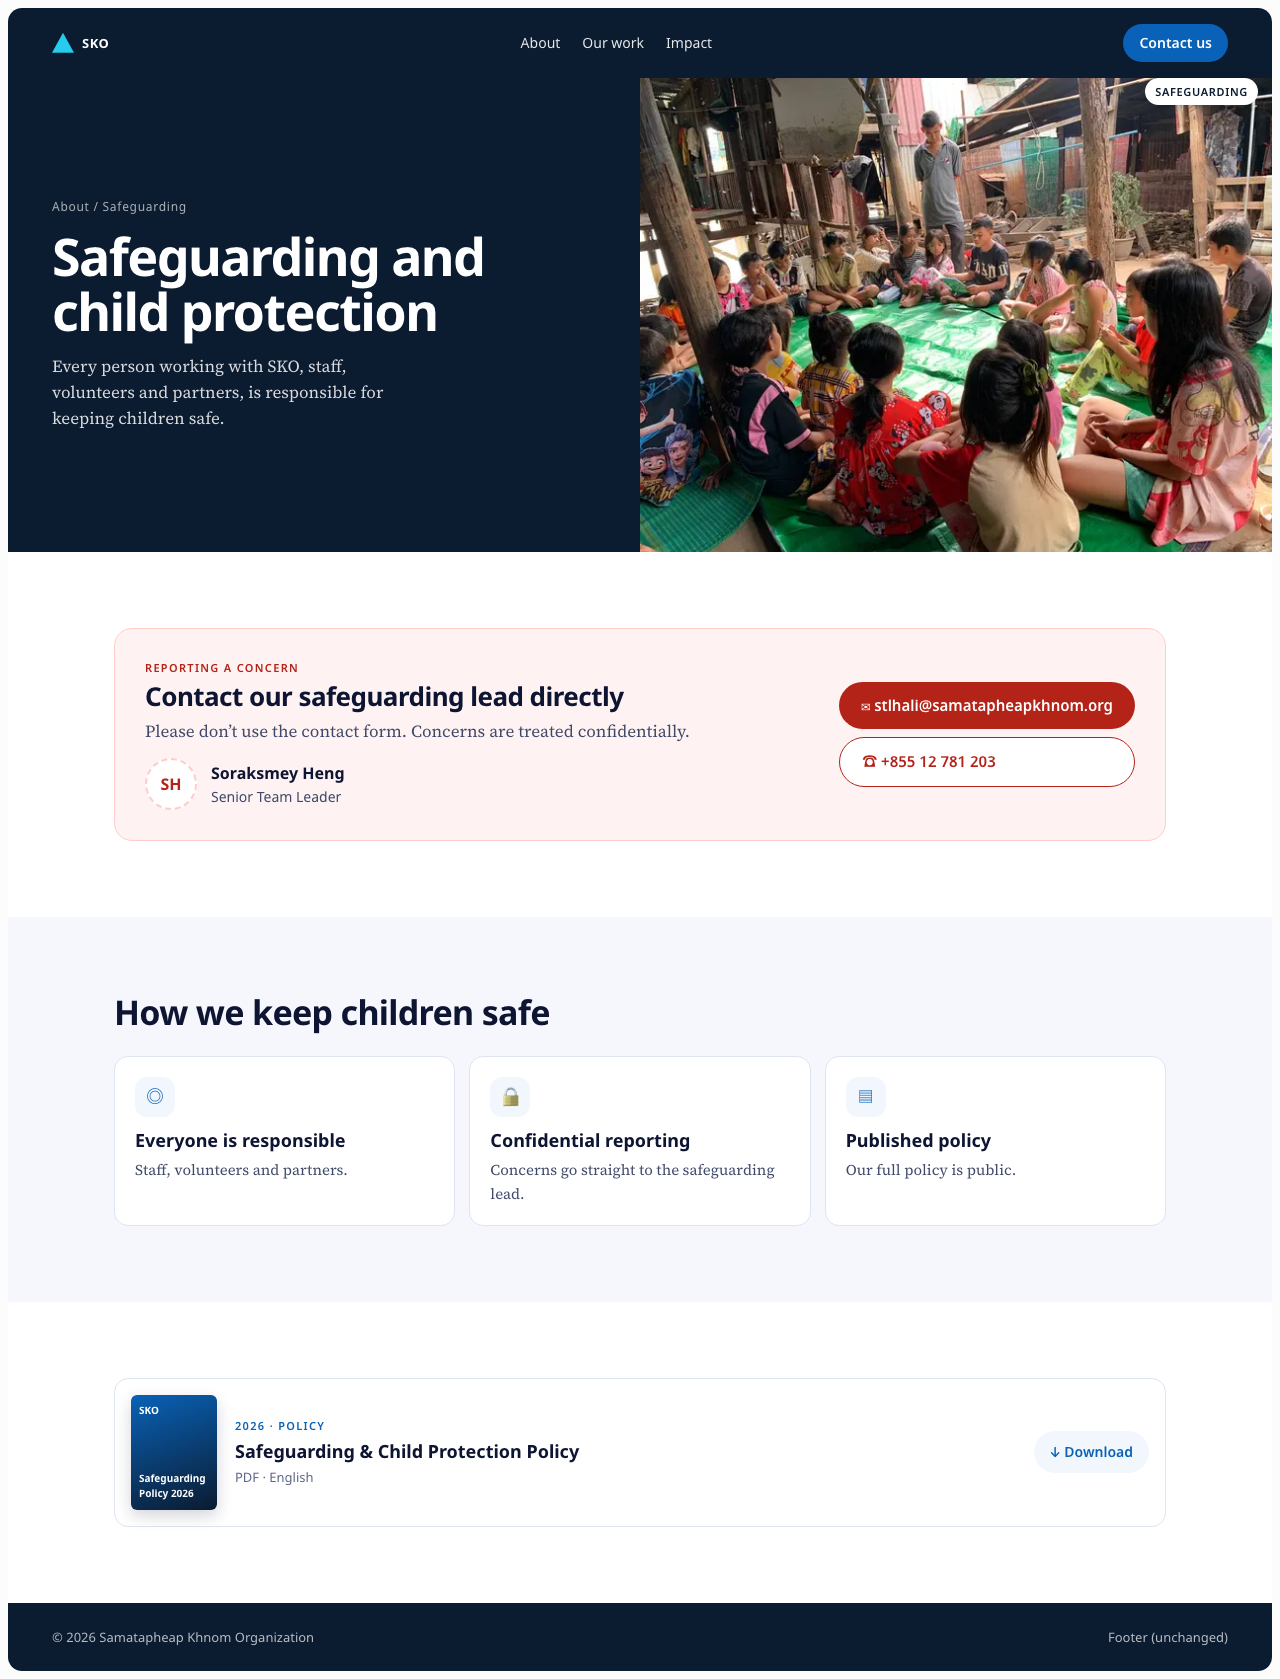 SKO
About
Our work
Impact
Contact us
SAFEGUARDING
About / Safeguarding
Safeguarding and
child protection
Every person working with SKO, staff,
volunteers and partners, is responsible for
keeping children safe.
REPORTING A CONCERN
Contact our safeguarding lead directly
Please don’t use the contact form. Concerns are treated confidentially.
SH
Soraksmey Heng
Senior Team Leader
✉ stlhali@samatapheapkhnom.org
☎ +855 12 781 203
How we keep children safe
Everyone is responsible
Staff, volunteers and partners.
Confidential reporting
Concerns go straight to the safeguarding
lead.
Published policy
Our full policy is public.
SKO
Safeguarding
Policy 2026
2026 · POLICY
Safeguarding & Child Protection Policy
PDF · English
↓ Download
© 2026 Samatapheap Khnom Organization
Footer (unchanged)